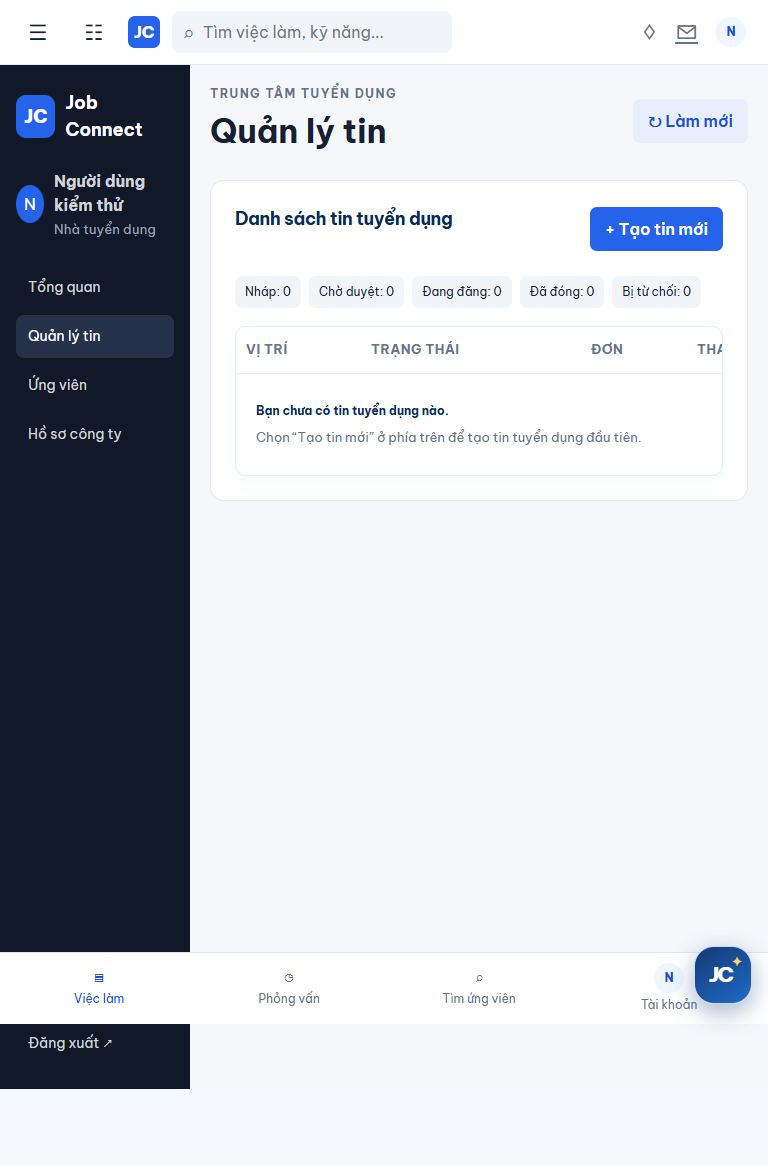 JC
Tìm việc làm, kỹ năng...
N
JC
Job
Connect
N
Người dùng
kiểm thử
Nhà tuyển dụng
Tổng quan
Quản lý tin
Ứng viên
Hồ sơ công ty
TRUNG TÂM TUYỂN DỤNG
Quản lý tin
↻ Làm mới
Danh sách tin tuyển dụng
+ Tạo tin mới
Nháp: 0
Chờ duyệt: 0
Đang đăng: 0
Đã đóng: 0
Bị từ chối: 0
VỊ TRÍ
TRẠNG THÁI
ĐƠN
THA
Bạn chưa có tin tuyển dụng nào.
Chọn “Tạo tin mới” ở phía trên để tạo tin tuyển dụng đầu tiên.
Việc làm
Phỏng vấn
Tìm ứng viên
N
Tài khoản
JC
Đăng xuất ↗